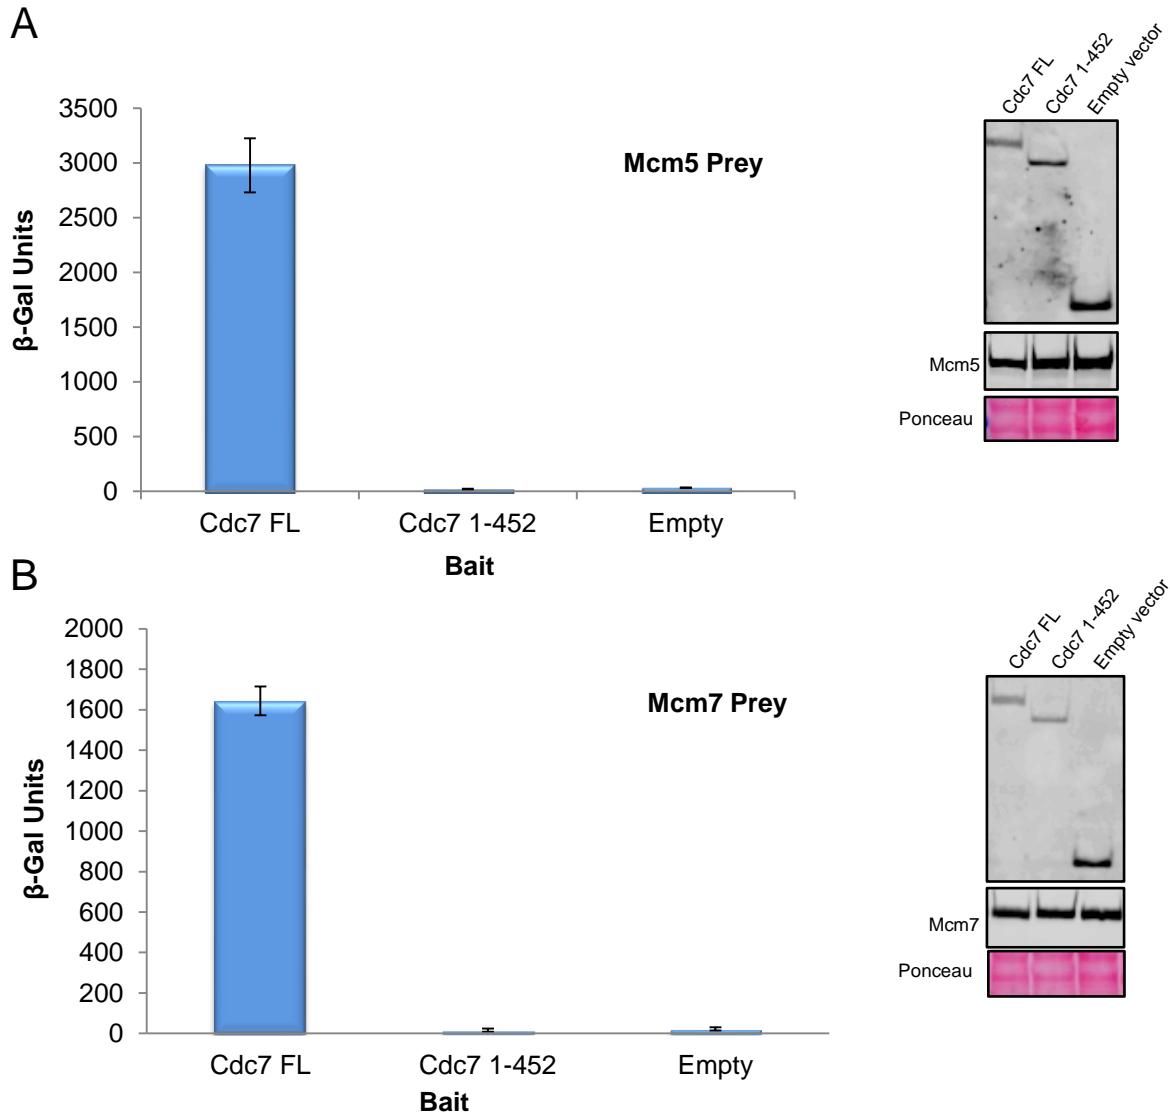 A
3500
3000
2500
2000
1500
1000
500
0
β-Gal Units
Mcm5 Prey
Cdc7 FL
Cdc7 1-452
Empty
Bait
Cdc7 FL
Cdc7 1-452
Empty vector
Mcm5
Ponceau
B
2000
1800
1600
1400
1200
1000
800
600
400
200
0
β-Gal Units
Mcm7 Prey
Cdc7 FL
Cdc7 1-452
Empty
Bait
Cdc7 FL
Cdc7 1-452
Empty vector
Mcm7
Ponceau